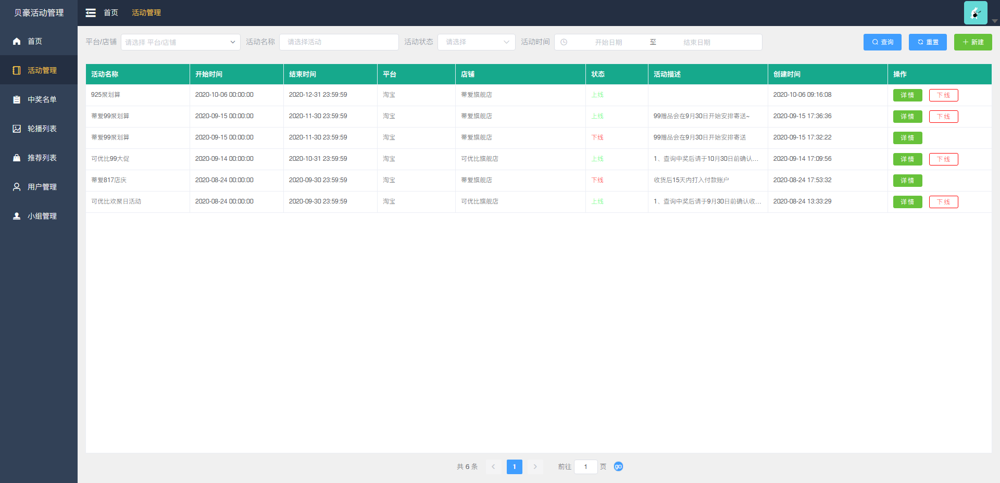 贝豪活动管理
首页 活动管理
首页
活动管理
中奖名单
轮播列表
推荐列表
用户管理
小组管理
平台/店铺 请选择 平台/店铺 活动名称 请选择活动 活动状态 请选择 活动时间 开始日期 至 结束日期 查询 重置 新建
活动名称 开始时间 结束时间 平台 店铺 状态 活动描述 创建时间 操作
925聚划算 2020-10-06 00:00:00 2020-12-31 23:59:59 淘宝 蒂爱旗舰店 上线 2020-10-06 09:16:08 详情 下线
蒂爱99聚划算 2020-09-15 00:00:00 2020-11-30 23:59:59 淘宝 蒂爱旗舰店 上线 99赠品会在9月30日开始安排寄送~ 2020-09-15 17:36:36 详情 下线
蒂爱99聚划算 2020-09-15 00:00:00 2020-11-30 23:59:59 淘宝 蒂爱旗舰店 下线 99赠品会在9月30日开始安排寄送 2020-09-15 17:32:22 详情
可优比99大促 2020-09-14 00:00:00 2020-10-31 23:59:59 淘宝 可优比旗舰店 上线 1、查询中奖后请于10月30日前确认... 2020-09-14 17:09:56 详情 下线
蒂爱817店庆 2020-08-24 00:00:00 2020-09-30 23:59:59 淘宝 蒂爱旗舰店 下线 收货后15天内打入付款账户 2020-08-24 17:53:32 详情
可优比欢聚日活动 2020-08-24 00:00:00 2020-09-30 23:59:59 淘宝 可优比旗舰店 上线 1、查询中奖后请于9月30日前确认收... 2020-08-24 13:33:29 详情 下线
共 6 条 1 前往 1 页 go